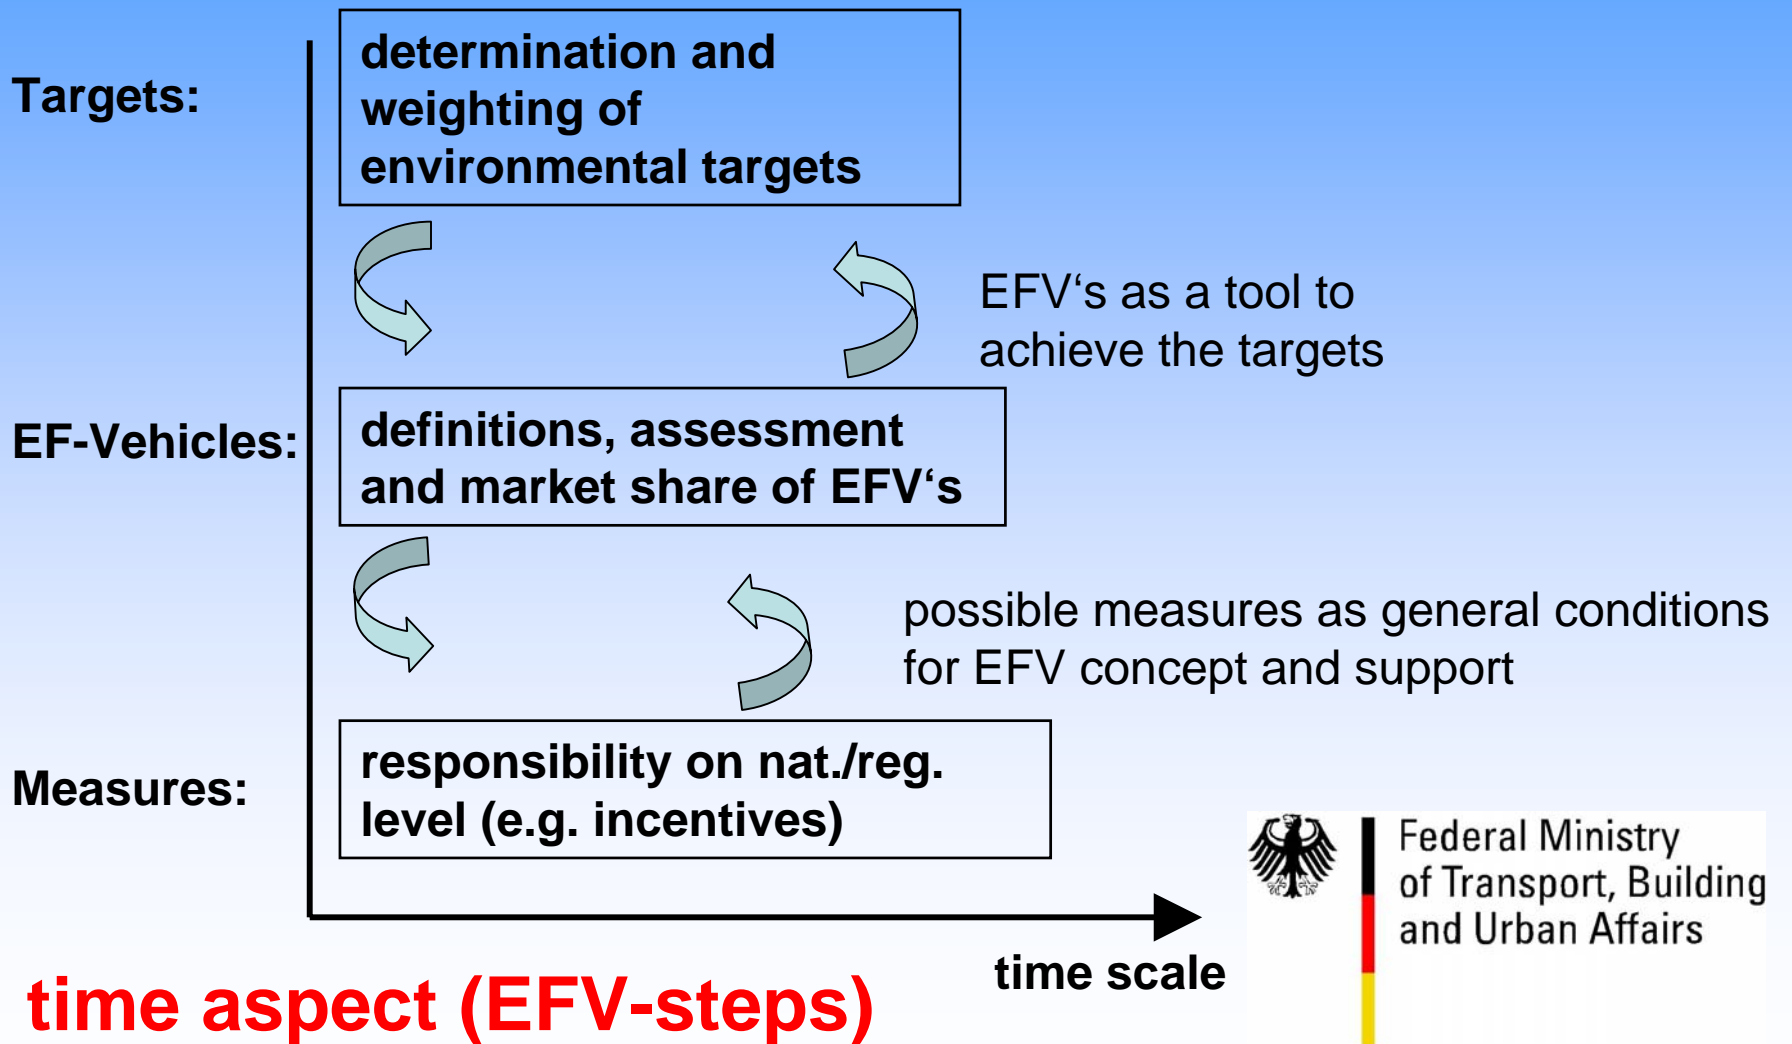 Targets:
determination and
weighting of
environmental targets
EFV‘s as a tool to
achieve the targets
EF-Vehicles:
definitions, assessment
and market share of EFV‘s
possible measures as general conditions
for EFV concept and support
Measures:
responsibility on nat./reg.
level (e.g. incentives)
time scale
time aspect (EFV-steps)
Federal Ministry
of Transport, Building
and Urban Affairs